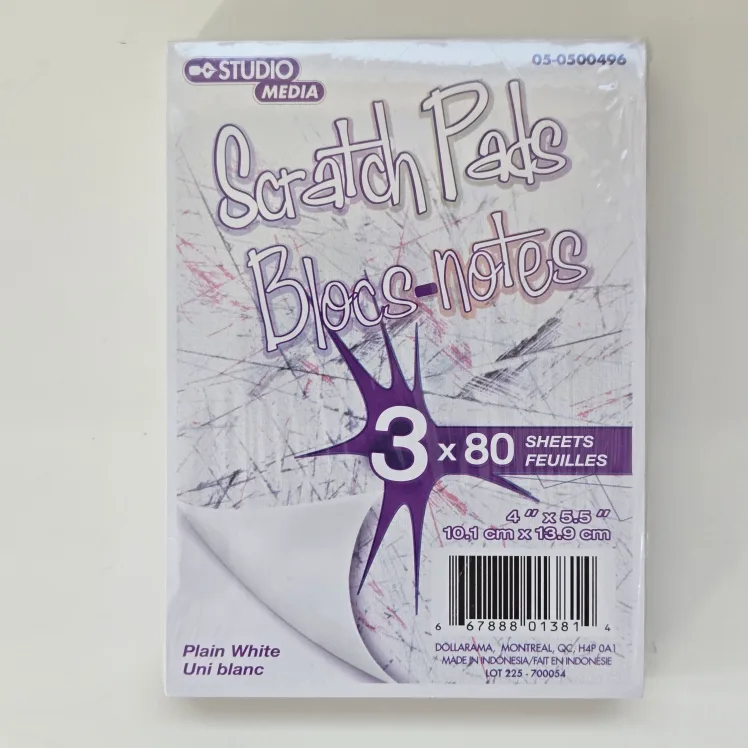 STUDIO
MEDIA
05-0500496
Scratch Pads
Blocs-notes
3 x 80 SHEETS
FEUILLES
4" x 5.5"
10.1 cm x 13.9 cm
6 67888 01381 4
Plain White
Uni blanc
DOLLARAMA, MONTREAL, QC, H4P 0A1
MADE IN INDONESIA/FAIT EN INDONÉSIE
LOT 225 - 700054